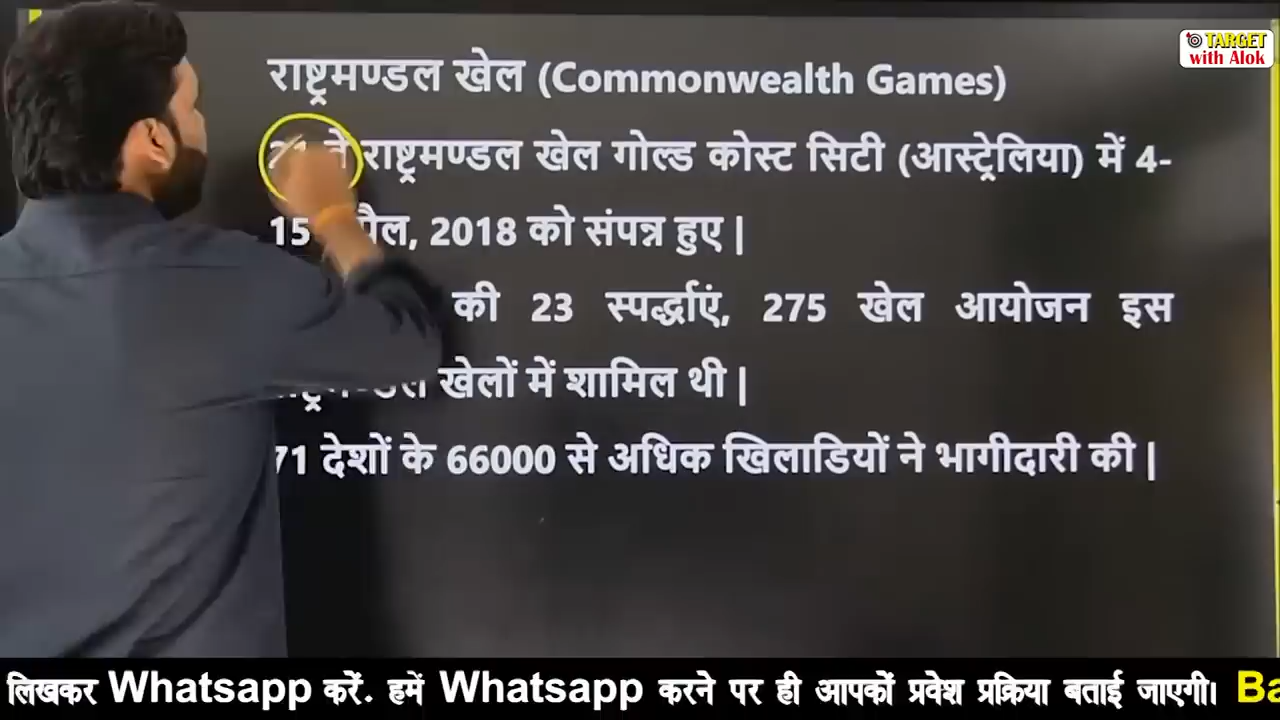 TARGET
with Alok
राष्ट्रमण्डल खेल (Commonwealth Games)
राष्ट्रमण्डल खेल गोल्ड कोस्ट सिटी (आस्ट्रेलिया) में 4-
15 2018 को संपन्न हुए |
की 23 स्पर्द्धाएं, 275 खेल आयोजन इस
खेलों में शामिल थी |
71 देशों के 66000 से अधिक खिलाडियों ने भागीदारी की |
लिखकर Whatsapp करें. हमें Whatsapp करने पर ही आपकों प्रवेश प्रक्रिया बताई जाएगी। Ba